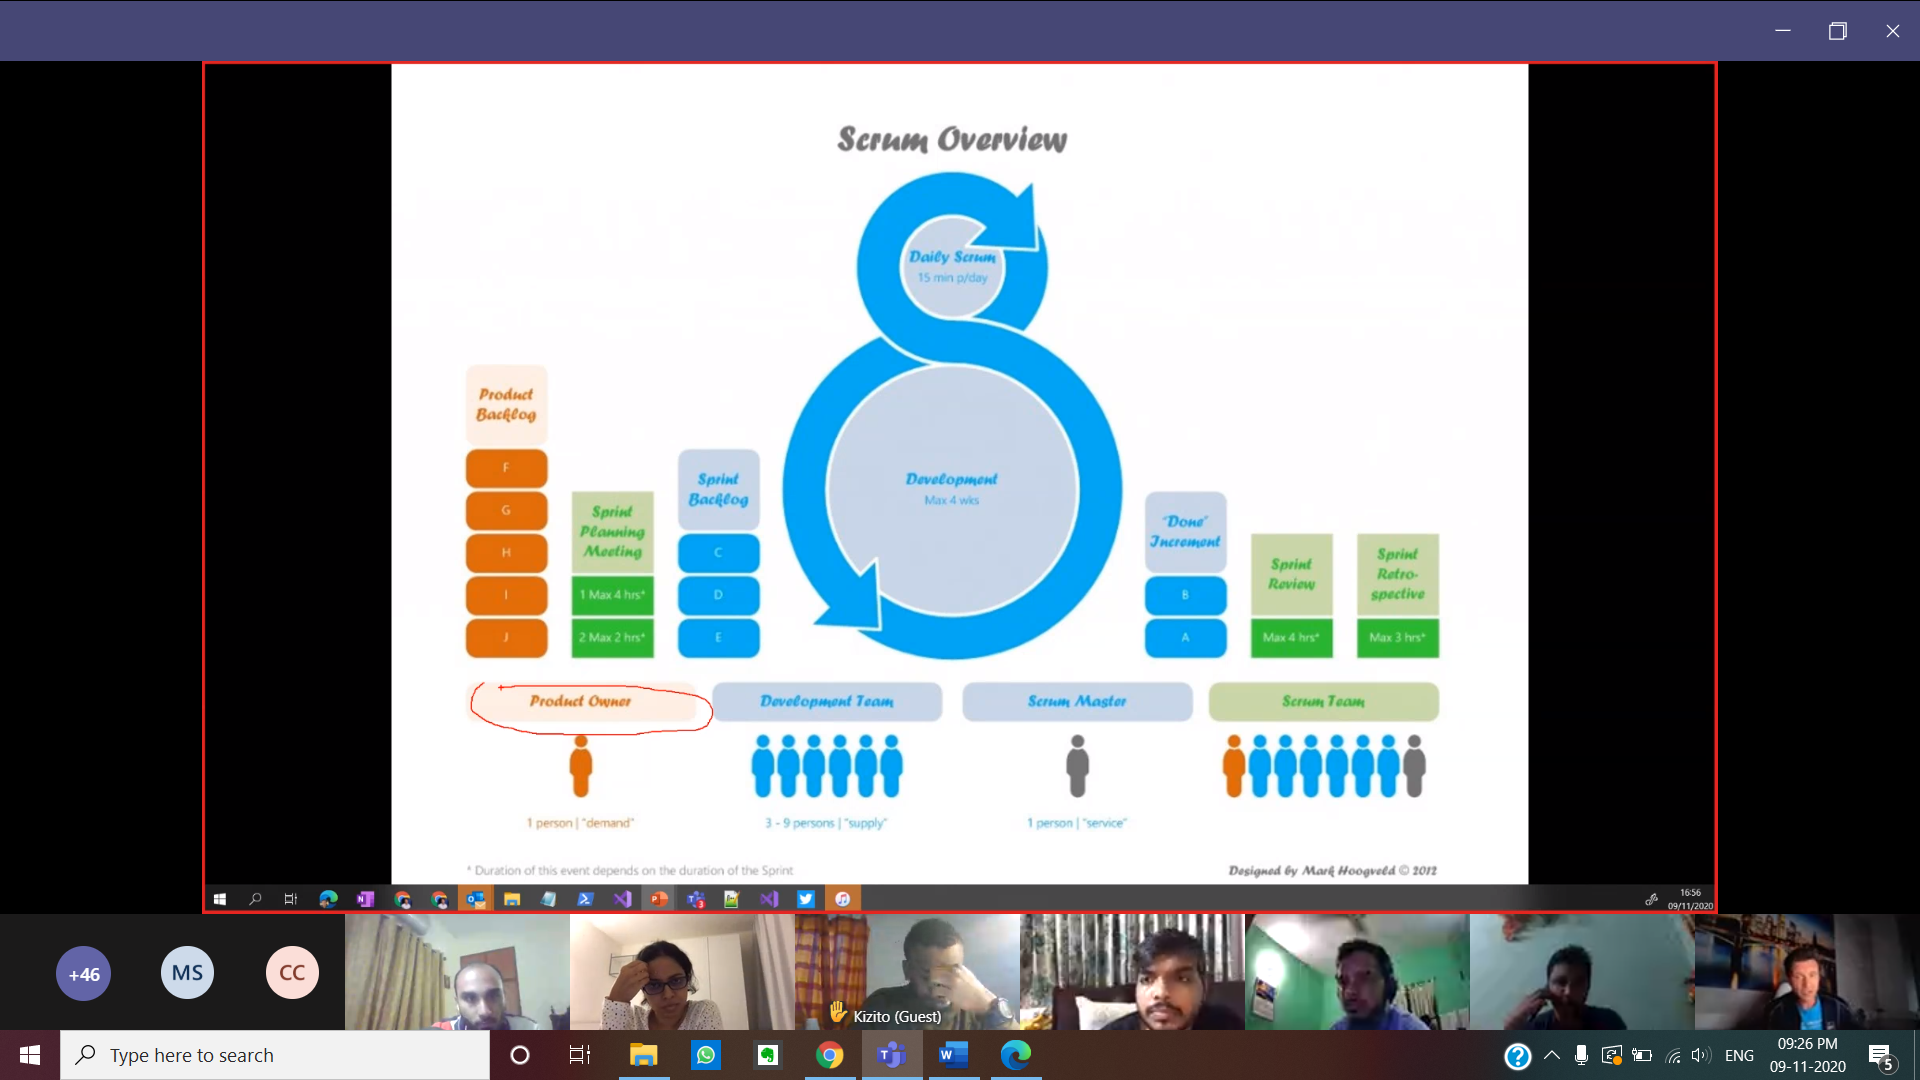 Scrum Overview
Daily Scrum
15 min p/day
Product
Backlog
F
G
H
I
J
Sprint
Planning
Meeting
1 Max 4 hrs*
2 Max 2 hrs*
Sprint
Backlog
C
D
E
Development
Max 4 wks
"Done"
Increment
B
A
Sprint
Review
Max 4 hrs*
Sprint
Retro-
spective
Max 3 hrs*
Product Owner
Development Team
Scrum Master
Scrum Team
1 person | "demand"
3 - 9 persons | "supply"
1 person | "service"
* Duration of this event depends on the duration of the Sprint
Designed by Mark Hoogveld © 2012
16:56
09/11/2020
+46
MS
CC
Kizito (Guest)
Type here to search
ENG
09:26 PM
09-11-2020
5